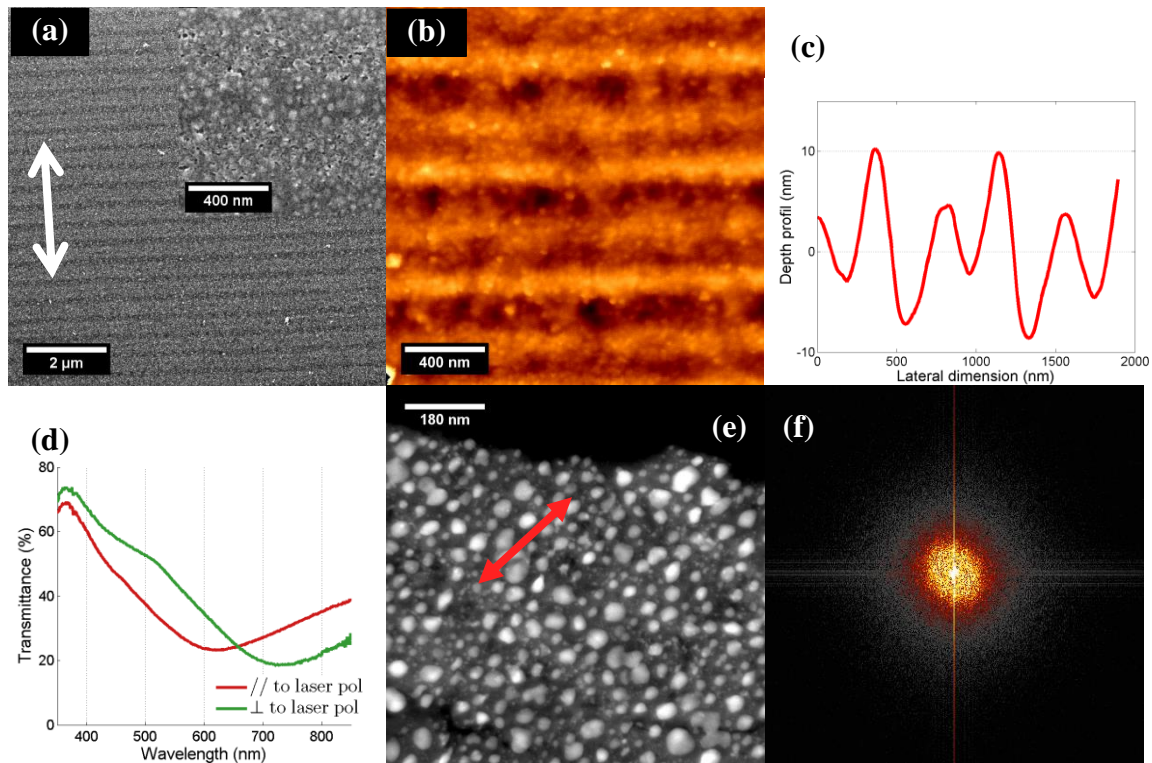 (a)
400 nm
2 µm
(b)
400 nm
(c)
10
0
-10
Depth profil (nm)
0 500 1000 1500 2000
Lateral dimension (nm)
(d)
80
60
40
20
0
Transmittance (%)
// to laser pol
⊥ to laser pol
400 500 600 700 800
Wavelength (nm)
180 nm
(e)
(f)